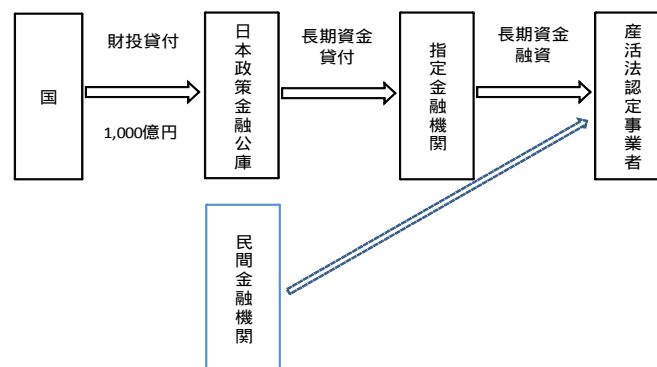 国
財投貸付
1,000億円
日本政策金融公庫
長期資金
貸付
指定金融機関
長期資金
融資
産活法認定事業者
民間金融機関